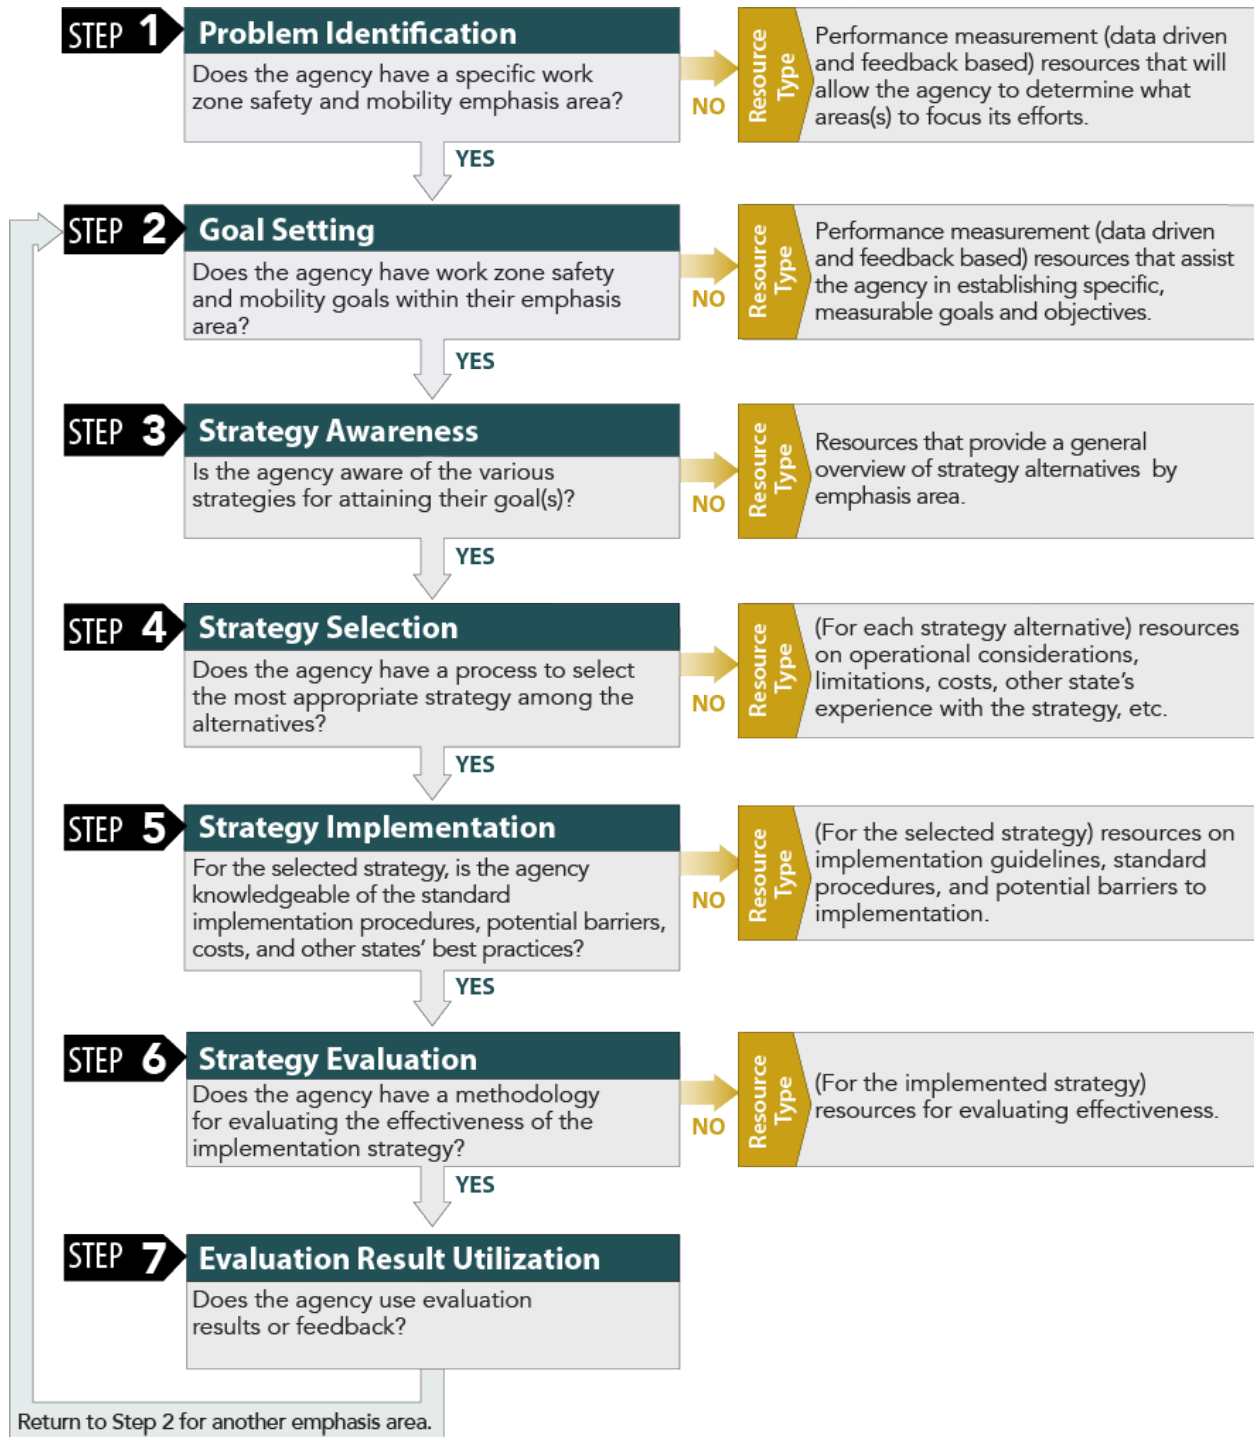 STEP 1
Problem Identification
Does the agency have a specific work
zone safety and mobility emphasis area?
NO
Resource
Type
Performance measurement (data driven
and feedback based) resources that will
allow the agency to determine what
areas(s) to focus its efforts.
YES
STEP 2
Goal Setting
Does the agency have work zone safety
and mobility goals within their emphasis
area?
NO
Resource
Type
Performance measurement (data driven
and feedback based) resources that assist
the agency in establishing specific,
measurable goals and objectives.
YES
STEP 3
Strategy Awareness
Is the agency aware of the various
strategies for attaining their goal(s)?
NO
Resource
Type
Resources that provide a general
overview of strategy alternatives by
emphasis area.
YES
STEP 4
Strategy Selection
Does the agency have a process to select
the most appropriate strategy among the
alternatives?
NO
Resource
Type
(For each strategy alternative) resources
on operational considerations,
limitations, costs, other state's
experience with the strategy, etc.
YES
STEP 5
Strategy Implementation
For the selected strategy, is the agency
knowledgeable of the standard
implementation procedures, potential barriers,
costs, and other states' best practices?
NO
Resource
Type
(For the selected strategy) resources on
implementation guidelines, standard
procedures, and potential barriers to
implementation.
YES
STEP 6
Strategy Evaluation
Does the agency have a methodology
for evaluating the effectiveness of the
implementation strategy?
NO
Resource
Type
(For the implemented strategy)
resources for evaluating effectiveness.
YES
STEP 7
Evaluation Result Utilization
Does the agency use evaluation
results or feedback?
Return to Step 2 for another emphasis area.